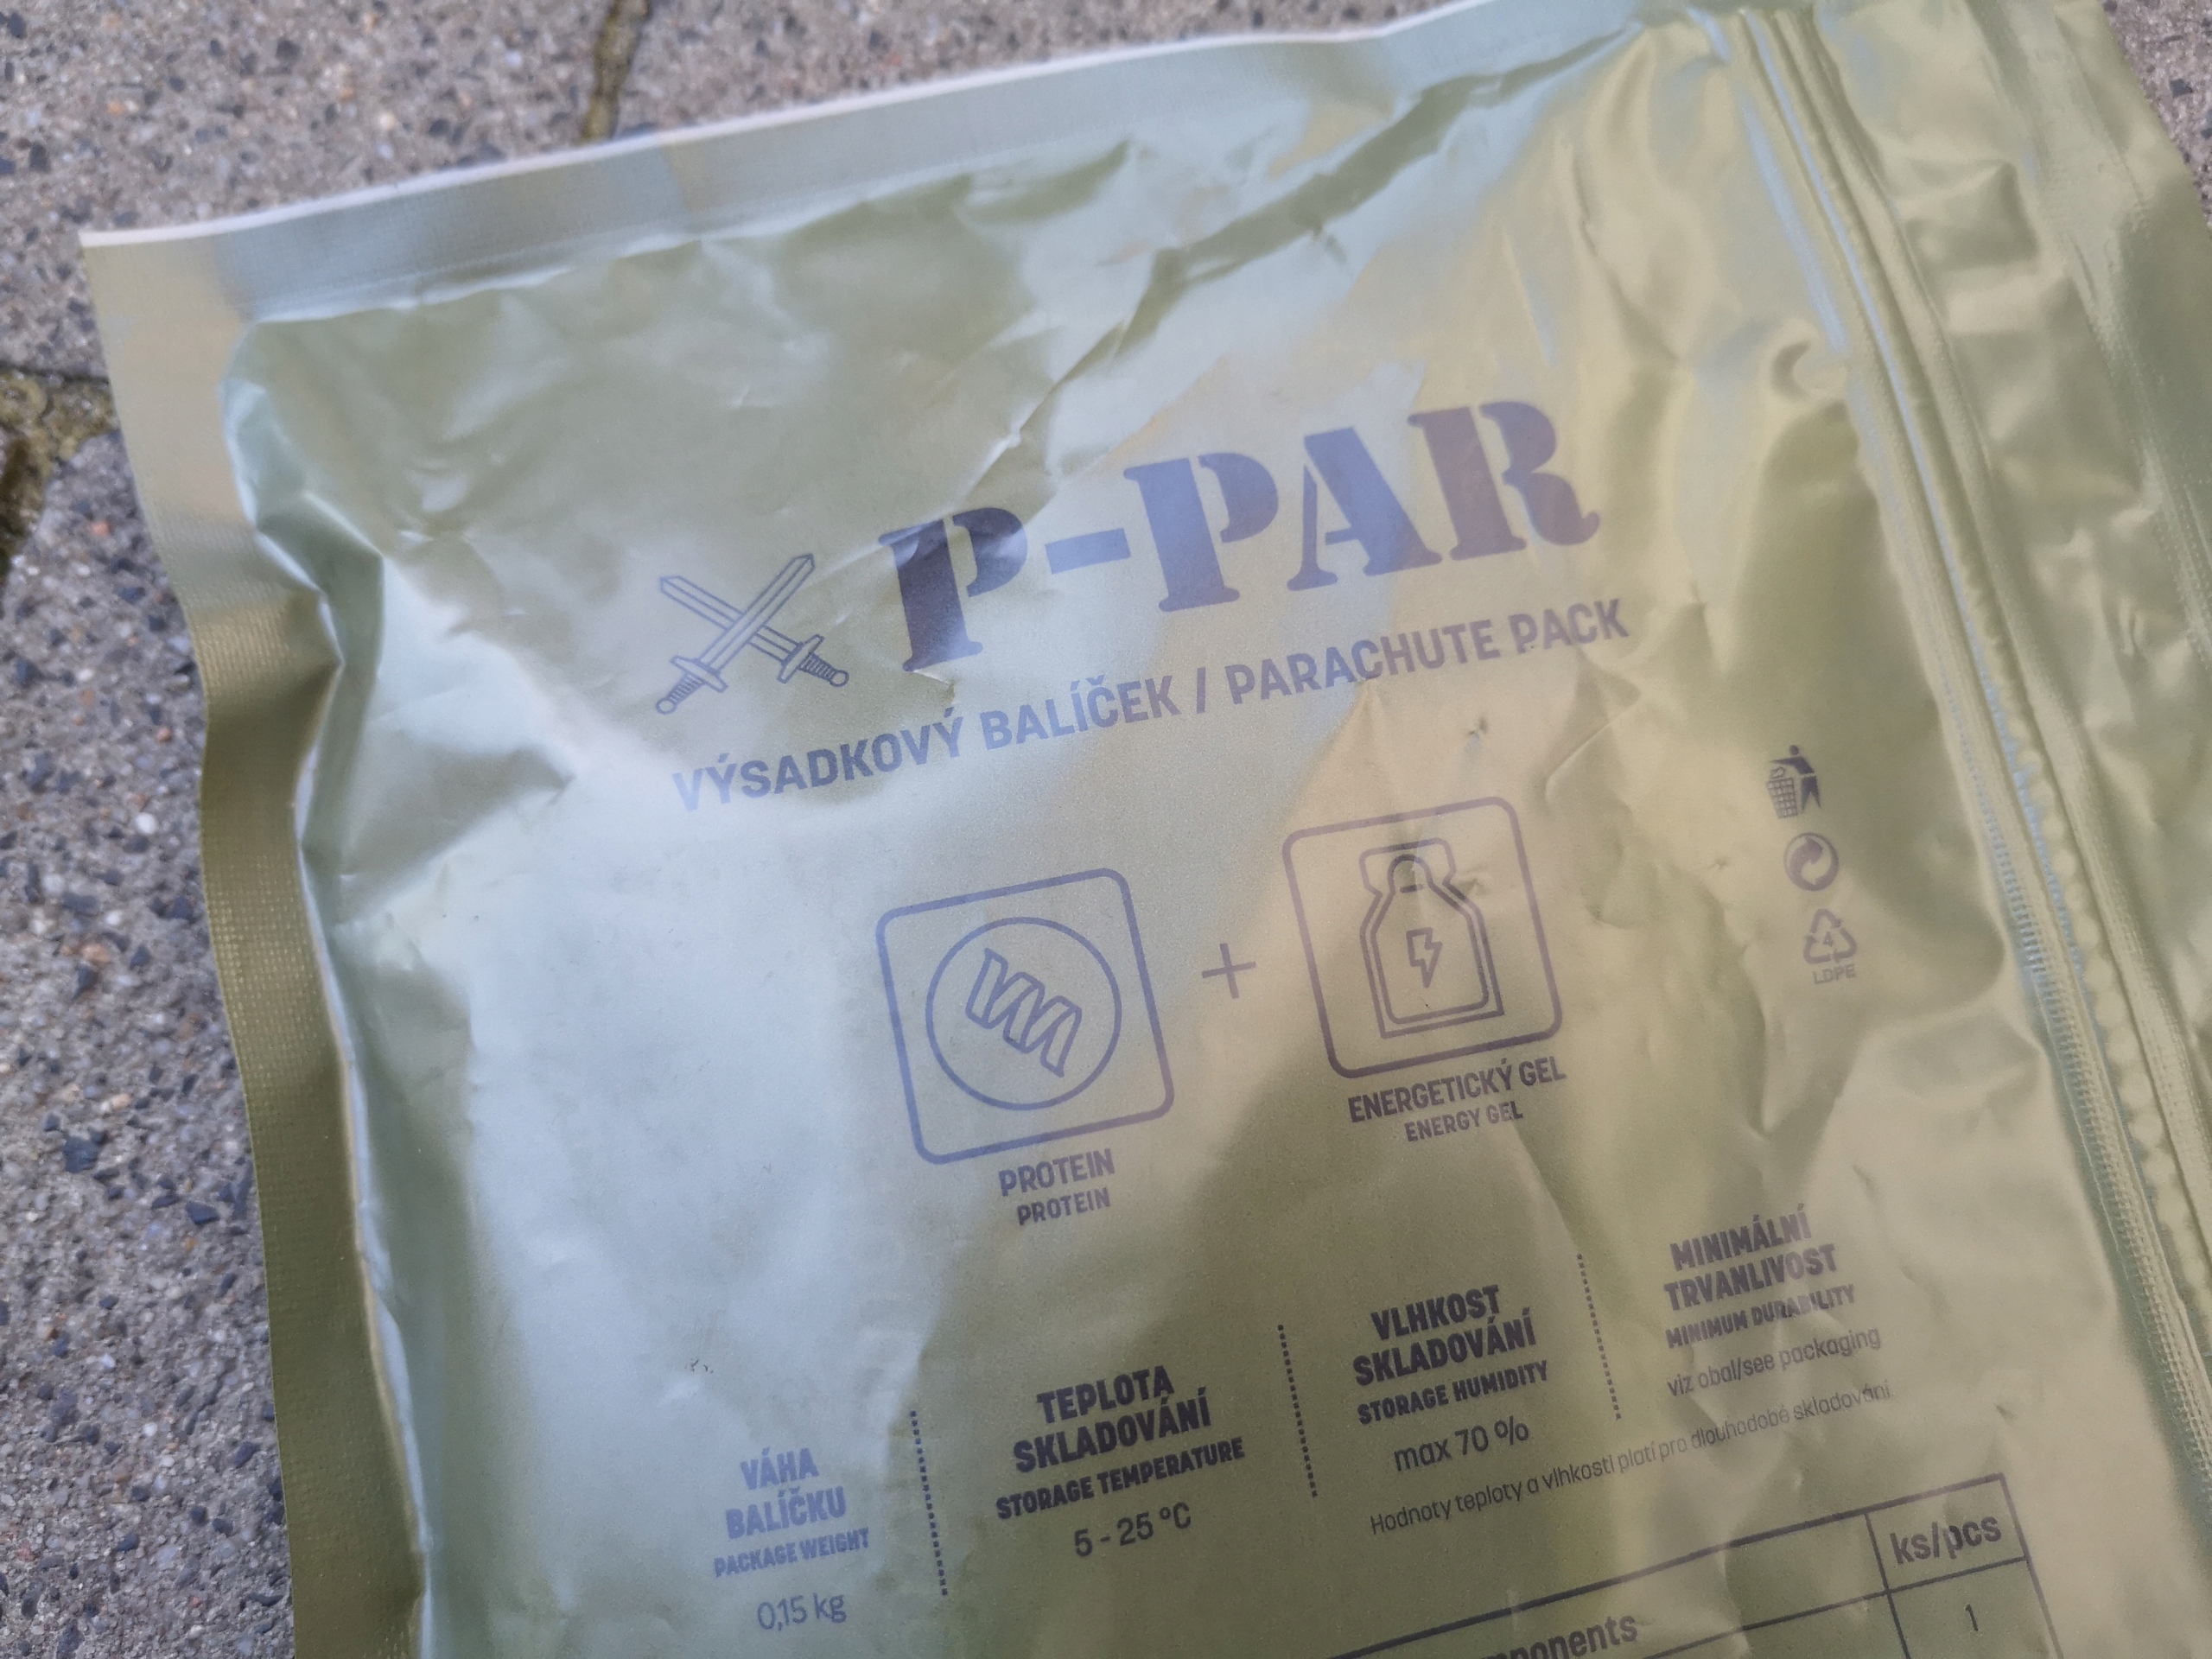 P-PAR
VÝSADKOVÝ BALÍČEK / PARACHUTE PACK
PROTEIN
PROTEIN
+
ENERGETICKÝ GEL
ENERGY GEL
4
LDPE
VÁHA
BALÍČKU
PACKAGE WEIGHT
0,15 kg
TEPLOTA
SKLADOVÁNÍ
STORAGE TEMPERATURE
5 - 25 °C
VLHKOST
SKLADOVÁNÍ
STORAGE HUMIDITY
max 70 %
MINIMÁLNÍ
TRVANLIVOST
MINIMUM DURABILITY
viz obal/see packaging
Hodnoty teploty a vlhkosti platí pro dlouhodobé skladování
ks/pcs
1